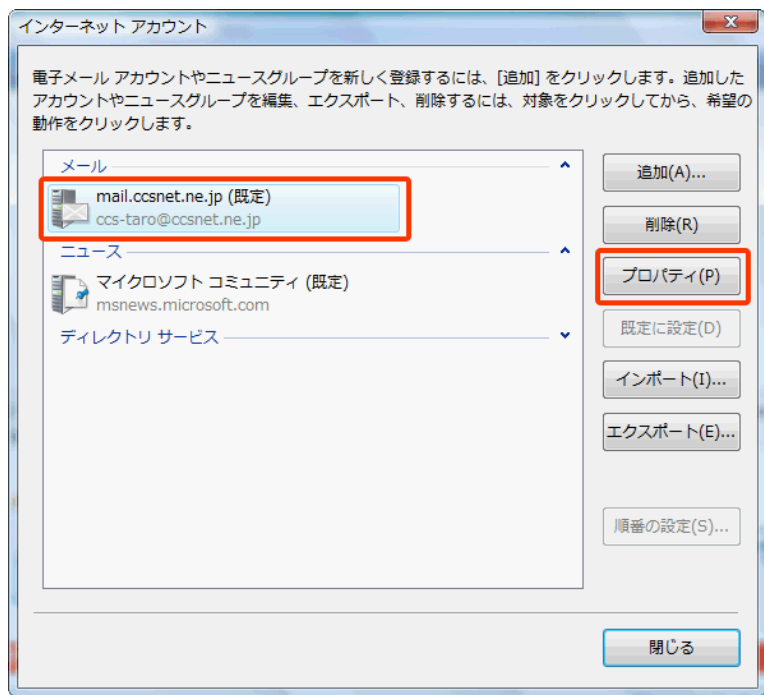 インターネット アカウント
電子メール アカウントやニュースグループを新しく登録するには、[追加] をクリックします。追加した
アカウントやニュースグループを編集、エクスポート、削除するには、対象をクリックしてから、希望の
動作をクリックします。
メール
mail.ccsnet.ne.jp (既定)
ccs-taro@ccsnet.ne.jp
ニュース
マイクロソフト コミュニティ (既定)
msnews.microsoft.com
ディレクトリ サービス
追加(A)...
削除(R)
プロパティ(P)
既定に設定(D)
インポート(I)...
エクスポート(E)...
順番の設定(S)...
閉じる